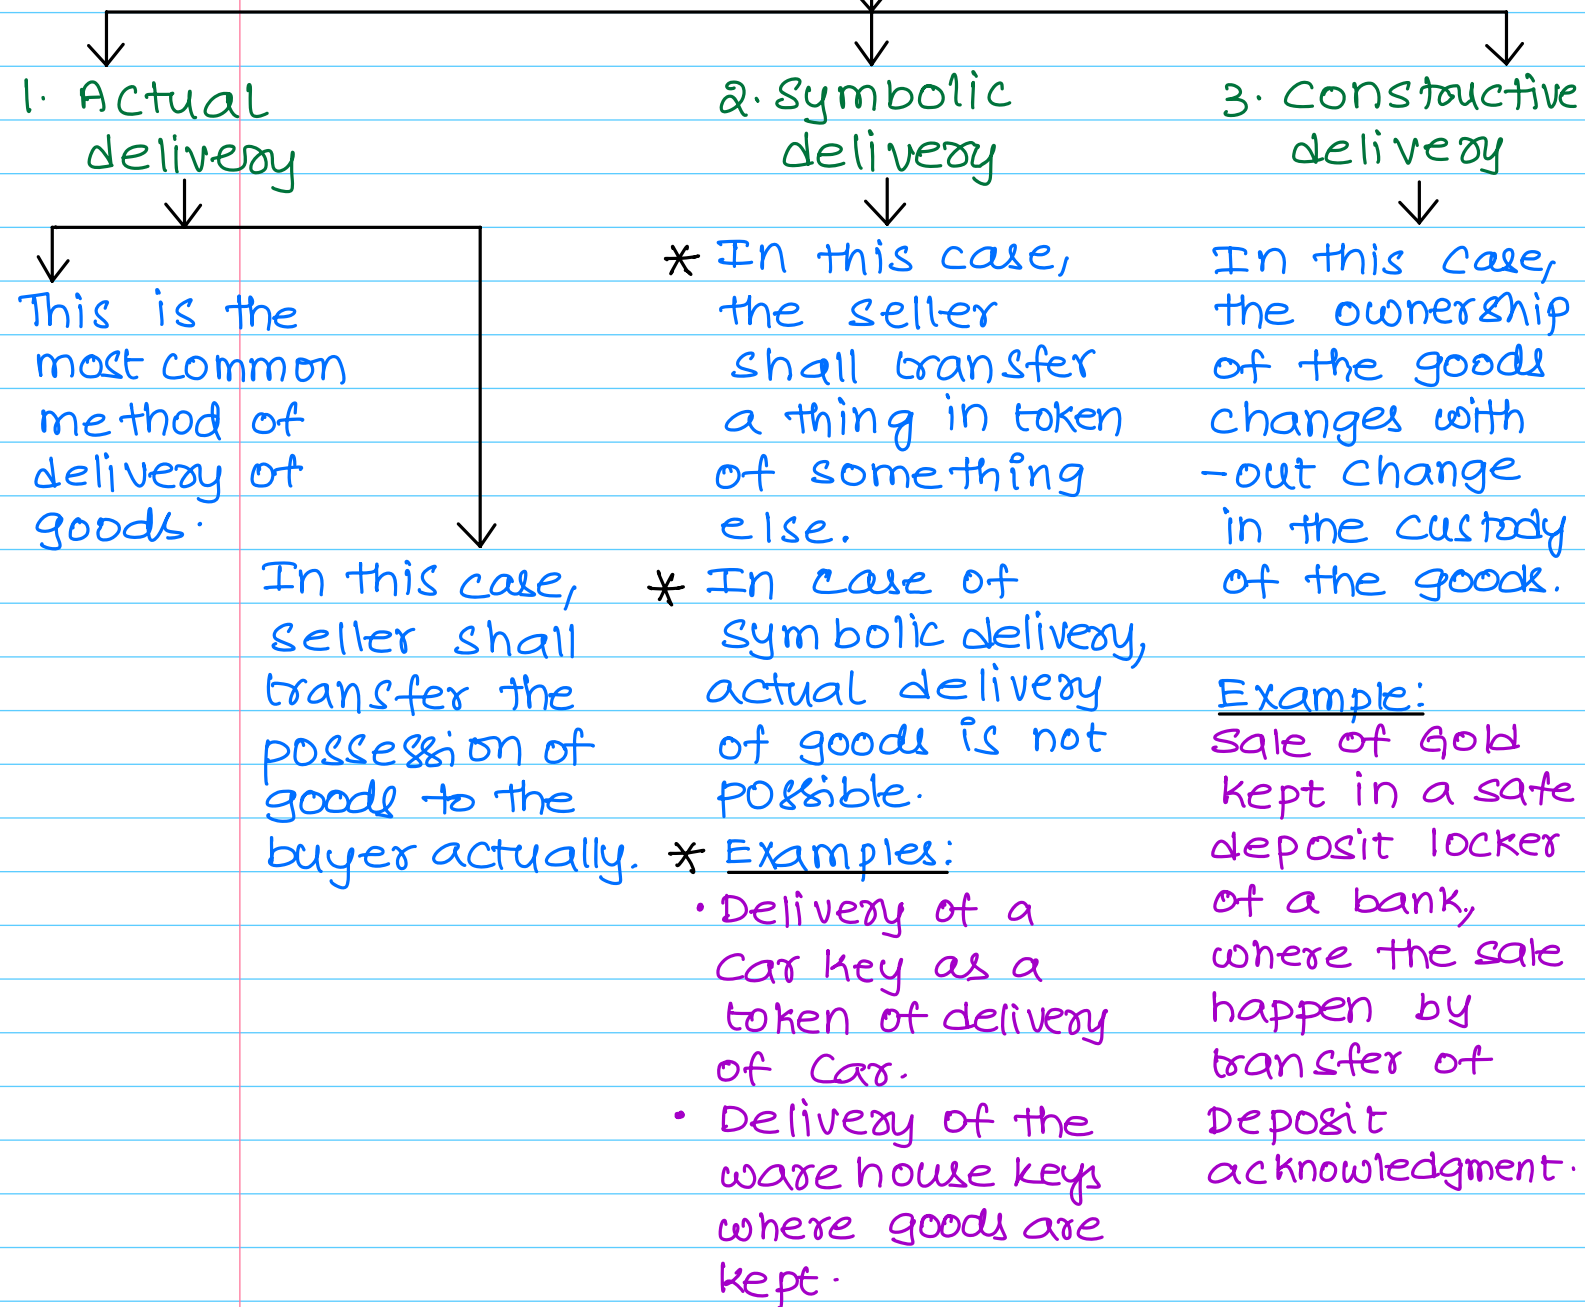 1. Actual
delivery
This is the
most common
method of
delivery of
goods.
In this case,
seller shall
transfer the
possession of
goods to the
buyer actually.
2. Symbolic
delivery
* In this case,
the seller
shall transfer
a thing in token
of something
else.
* In case of
symbolic delivery,
actual delivery
of goods is not
possible.
* Examples:
• Delivery of a
Car key as a
token of delivery
of Car.
• Delivery of the
ware house keys
where goods are
kept.
3. Constructive
delivery
In this case,
the ownership
of the goods
changes with
-out change
in the custody
of the goods.
Example:
Sale of Gold
kept in a safe
deposit locker
of a bank,
where the sale
happen by
transfer of
Deposit
acknowledgment.